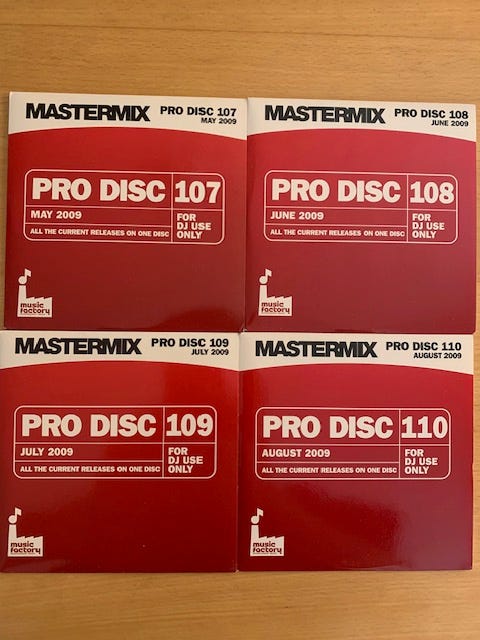 MASTERMIX PRO DISC 107
MAY 2009
PRO DISC 107
MAY 2009
ALL THE CURRENT RELEASES ON ONE DISC
FOR
DJ USE
ONLY
music
factory
MASTERMIX PRO DISC 108
JUNE 2009
PRO DISC 108
JUNE 2009
ALL THE CURRENT RELEASES ON ONE DISC
FOR
DJ USE
ONLY
music
factory
MASTERMIX PRO DISC 109
JULY 2009
PRO DISC 109
JULY 2009
ALL THE CURRENT RELEASES ON ONE DISC
FOR
DJ USE
ONLY
music
factory
MASTERMIX PRO DISC 110
AUGUST 2009
PRO DISC 110
AUGUST 2009
ALL THE CURRENT RELEASES ON ONE DISC
FOR
DJ USE
ONLY
music
factory